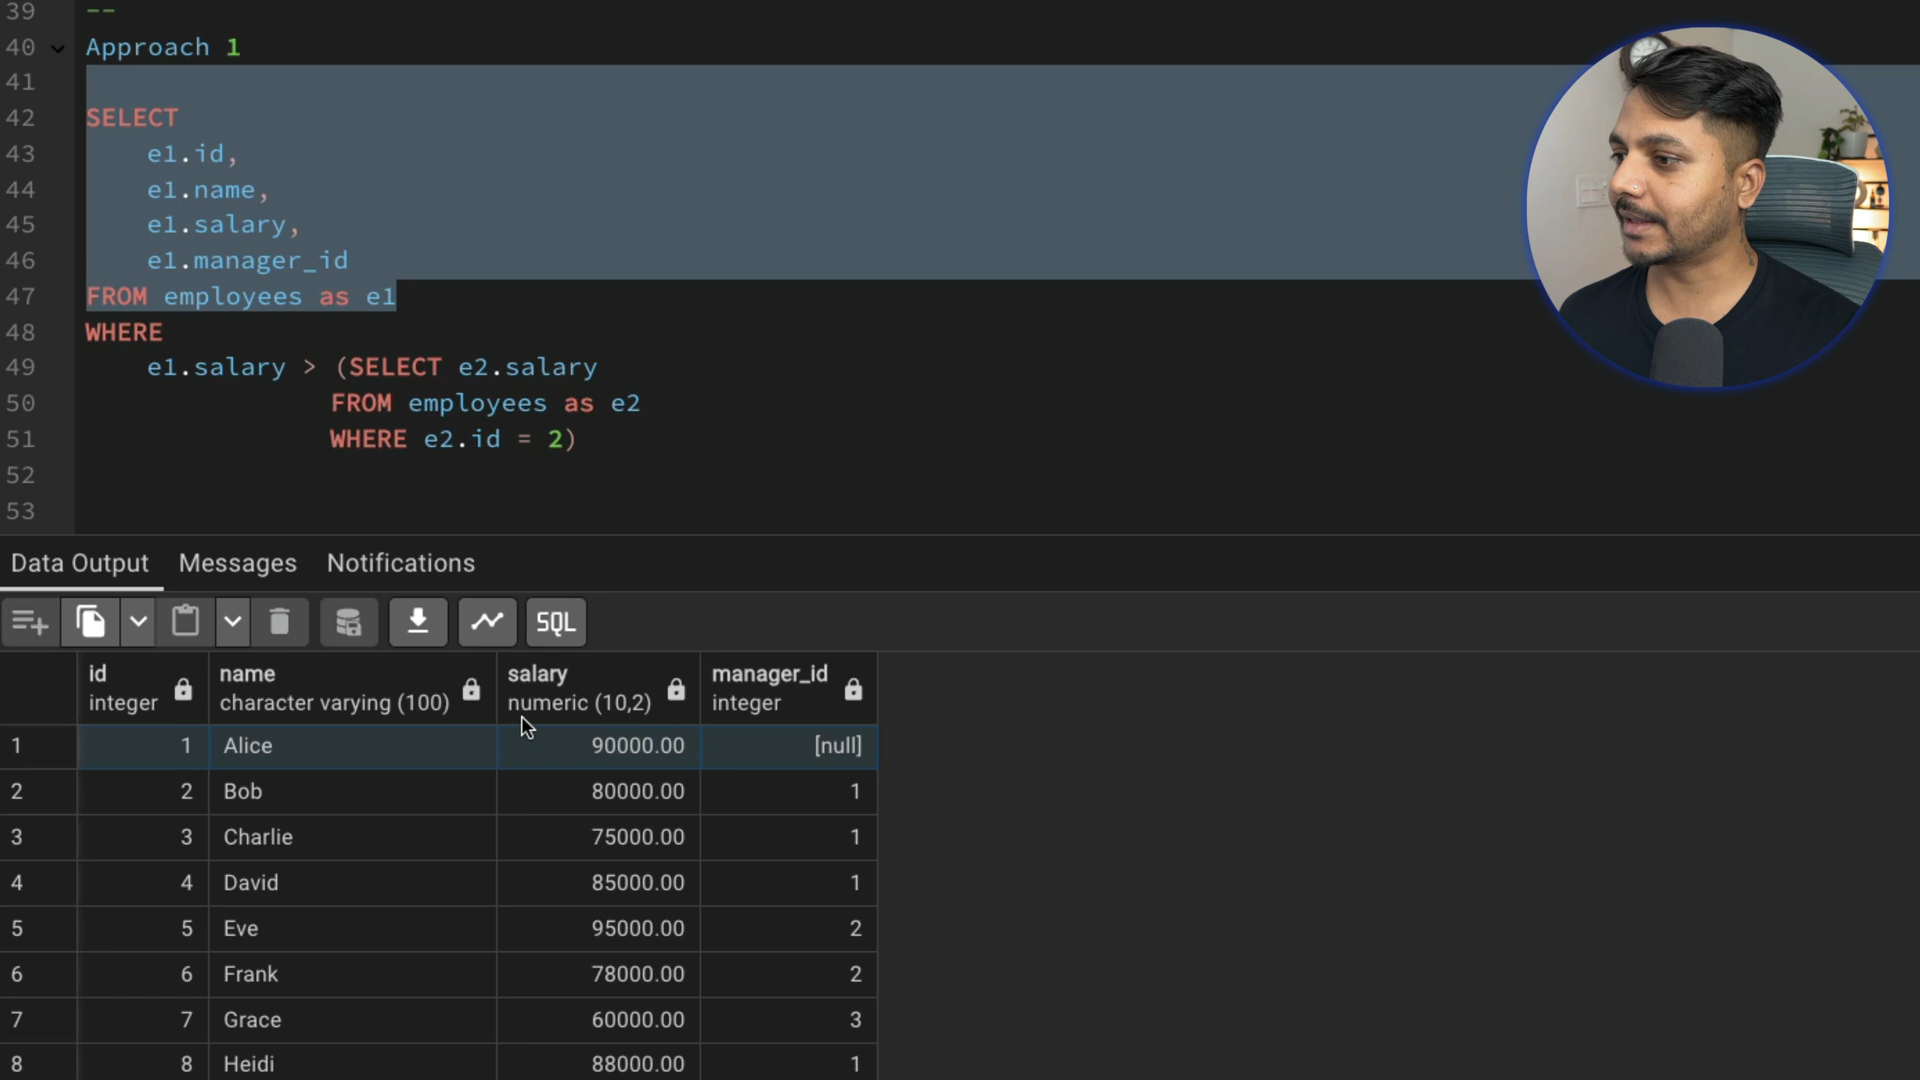 39 --
40 Approach 1
41
42 SELECT
43 e1.id,
44 e1.name,
45 e1.salary,
46 e1.manager_id
47 FROM employees as e1
48 WHERE
49 e1.salary > (SELECT e2.salary
50 FROM employees as e2
51 WHERE e2.id = 2)
52
53
Data Output Messages Notifications
SQL
id name salary manager_id
integer character varying (100) numeric (10,2) integer
1 1 Alice 90000.00 [null]
2 2 Bob 80000.00 1
3 3 Charlie 75000.00 1
4 4 David 85000.00 1
5 5 Eve 95000.00 2
6 6 Frank 78000.00 2
7 7 Grace 60000.00 3
8 8 Heidi 88000.00 1